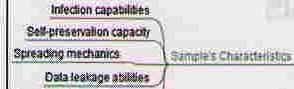 Infection capabilities
Self-preservation capacity
Spreading mechanics
Sample's Characteristics
Data leakage abilities